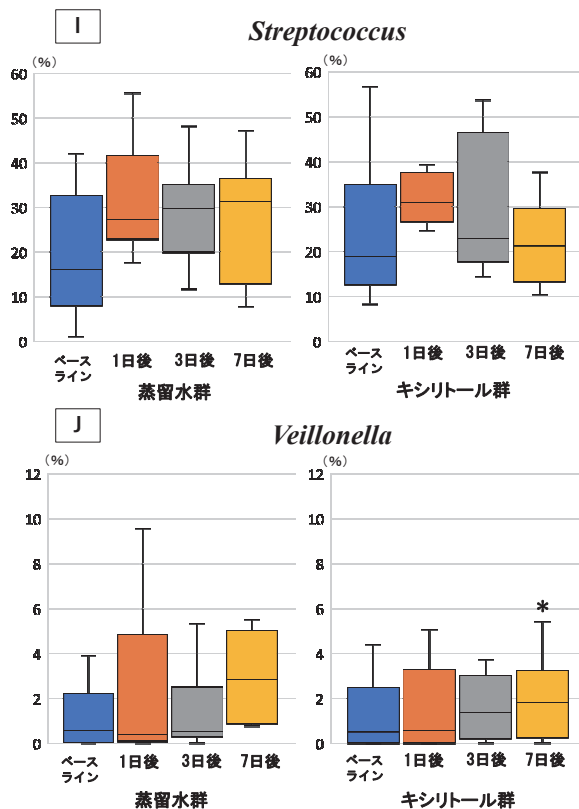 I
Streptococcus
(%) (%)
60 60
50 50
40 40
30 30
20 20
10 10
0 0
ベースライン 1日後 3日後 7日後 ベースライン 1日後 3日後 7日後
蒸留水群 キシリトール群
J
Veillonella
(%) (%)
12 12
10 10
8 8
6 6
*
4 4
2 2
0 0
ベースライン 1日後 3日後 7日後 ベースライン 1日後 3日後 7日後
蒸留水群 キシリトール群